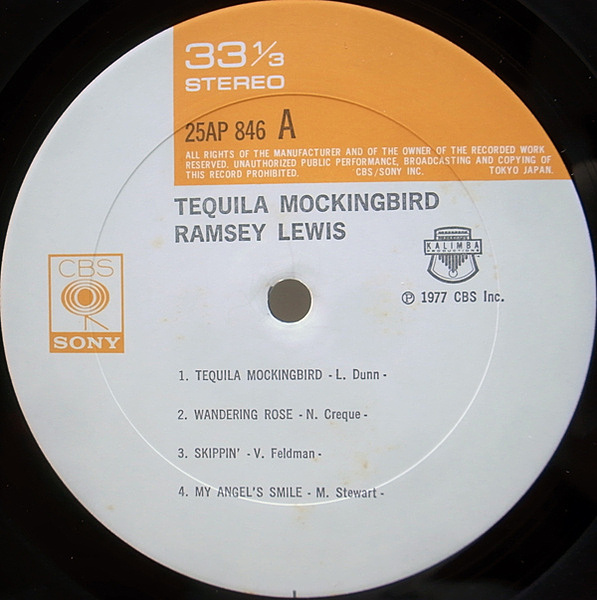 33 1/3
STEREO
25AP 846 A
ALL RIGHTS OF THE MANUFACTURER AND OF THE OWNER OF THE RECORDED WORK
RESERVED. UNAUTHORIZED PUBLIC PERFORMANCE, BROADCASTING AND COPYING OF
THIS RECORD PROHIBITED. CBS/SONY INC. TOKYO JAPAN.
TEQUILA MOCKINGBIRD
RAMSEY LEWIS
KALIMBA
PRODUCTIONS
CBS
SONY
℗ 1977 CBS Inc.
1. TEQUILA MOCKINGBIRD - L. Dunn -
2. WANDERING ROSE - N. Creque -
3. SKIPPIN' - V. Feldman -
4. MY ANGEL'S SMILE - M. Stewart -